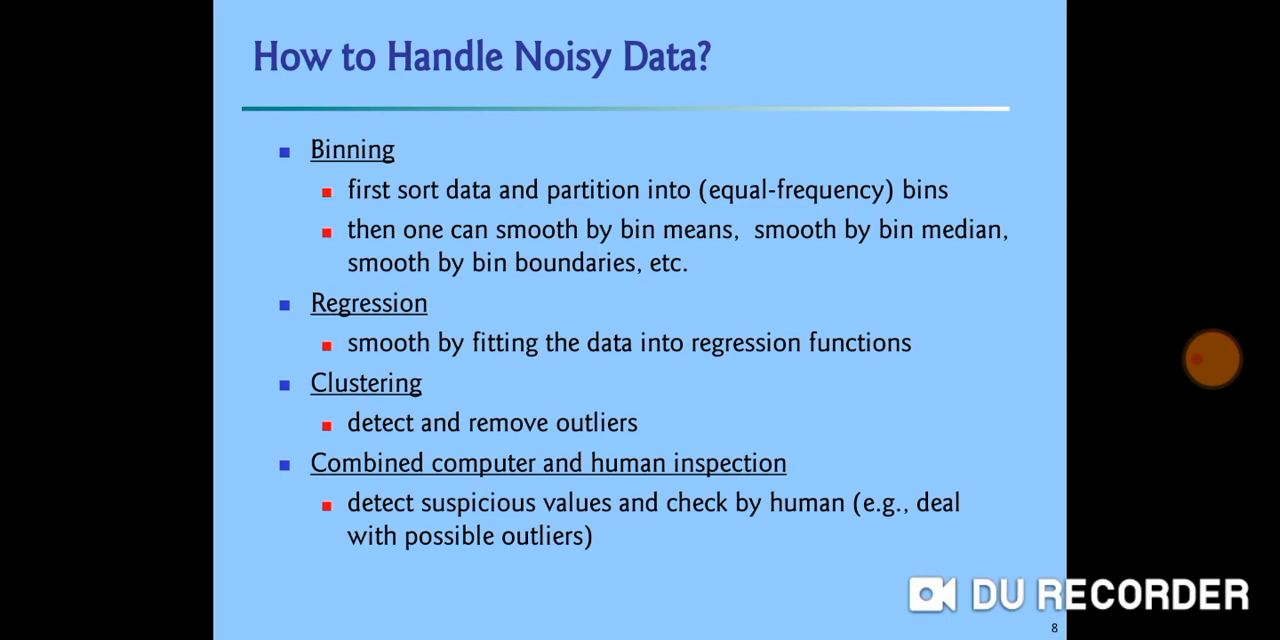 How to Handle Noisy Data?
Binning
first sort data and partition into (equal-frequency) bins
then one can smooth by bin means, smooth by bin median,
smooth by bin boundaries, etc.
Regression
smooth by fitting the data into regression functions
Clustering
detect and remove outliers
Combined computer and human inspection
detect suspicious values and check by human (e.g., deal
with possible outliers)
DU RECORDER
8